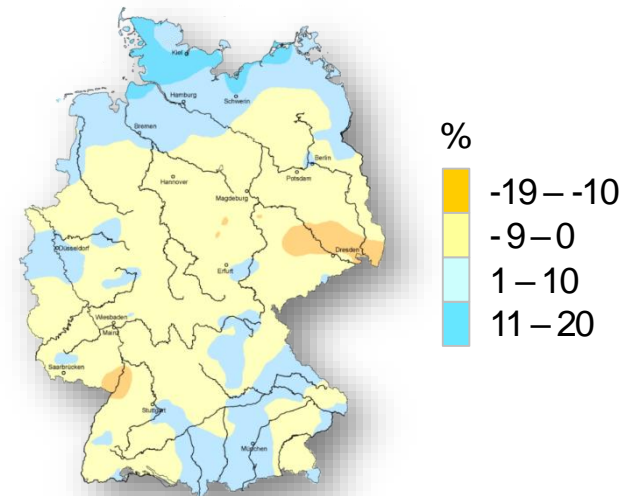 Kiel
Hamburg
Schwerin
Bremen
Berlin
Potsdam
Hannover
Magdeburg
Düsseldorf
Dresden
Erfurt
Wiesbaden
Mainz
Saarbrücken
Stuttgart
München
%
-19 – -10
-9 – 0
1 – 10
11 – 20